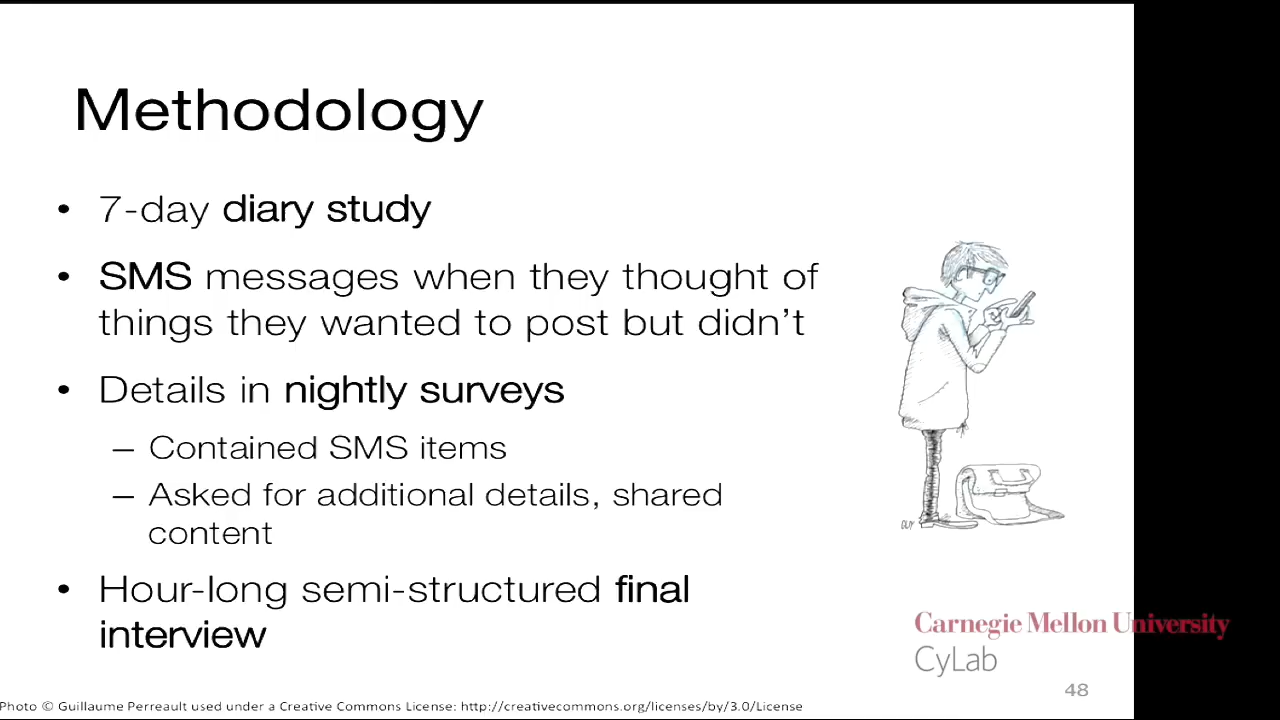 Methodology
• 7-day diary study
• SMS messages when they thought of
things they wanted to post but didn't
• Details in nightly surveys
– Contained SMS items
– Asked for additional details, shared
content
• Hour-long semi-structured final
interview
Carnegie Mellon University
CyLab
48
Photo © Guillaume Perreault used under a Creative Commons License: http://creativecommons.org/licenses/by/3.0/License